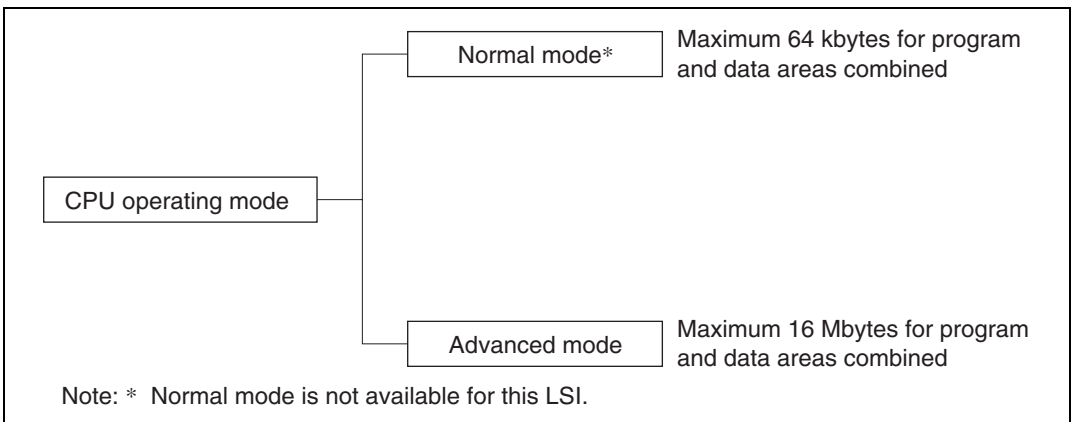 Normal mode*
Maximum 64 kbytes for program
and data areas combined
CPU operating mode
Advanced mode
Maximum 16 Mbytes for program
and data areas combined
Note: * Normal mode is not available for this LSI.